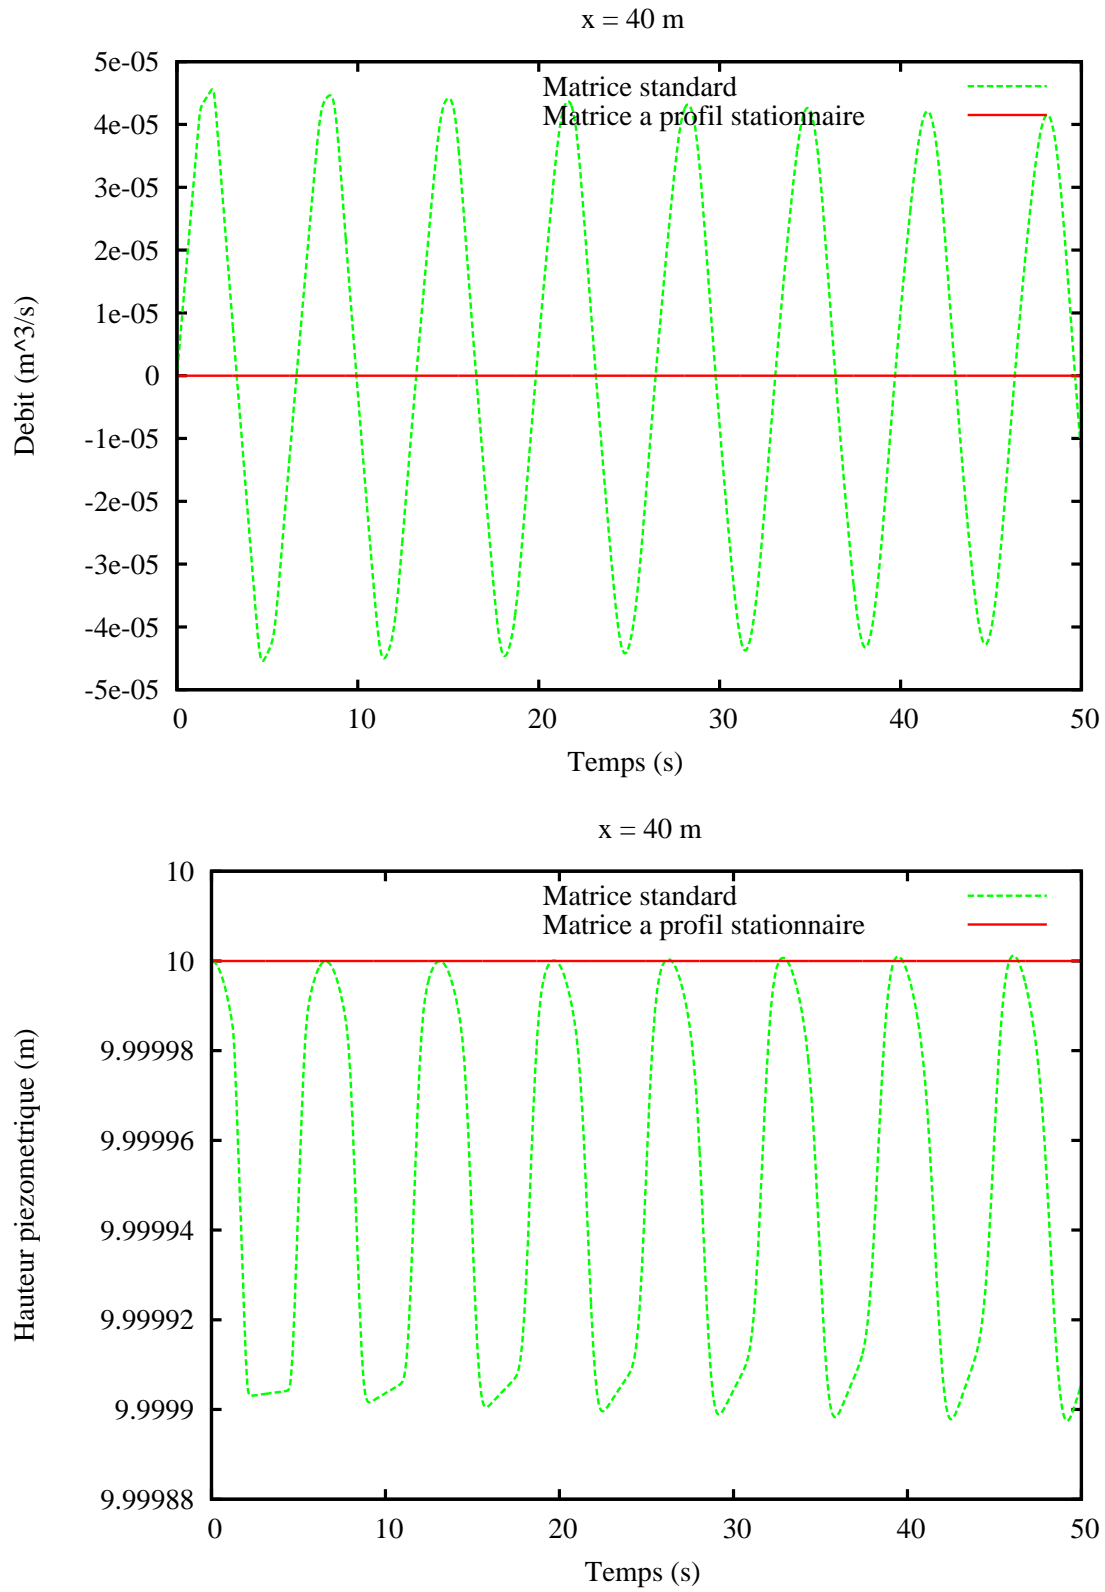 x = 40 m
5e-05
4e-05
3e-05
2e-05
1e-05
0
-1e-05
-2e-05
-3e-05
-4e-05
-5e-05
Debit (m^3/s)
Matrice standard
Matrice a profil stationnaire
0 10 20 30 40 50
Temps (s)
x = 40 m
10
10
9.99998
9.99996
9.99994
9.99992
9.9999
9.99988
Hauteur piezometrique (m)
Matrice standard
Matrice a profil stationnaire
0 10 20 30 40 50
Temps (s)